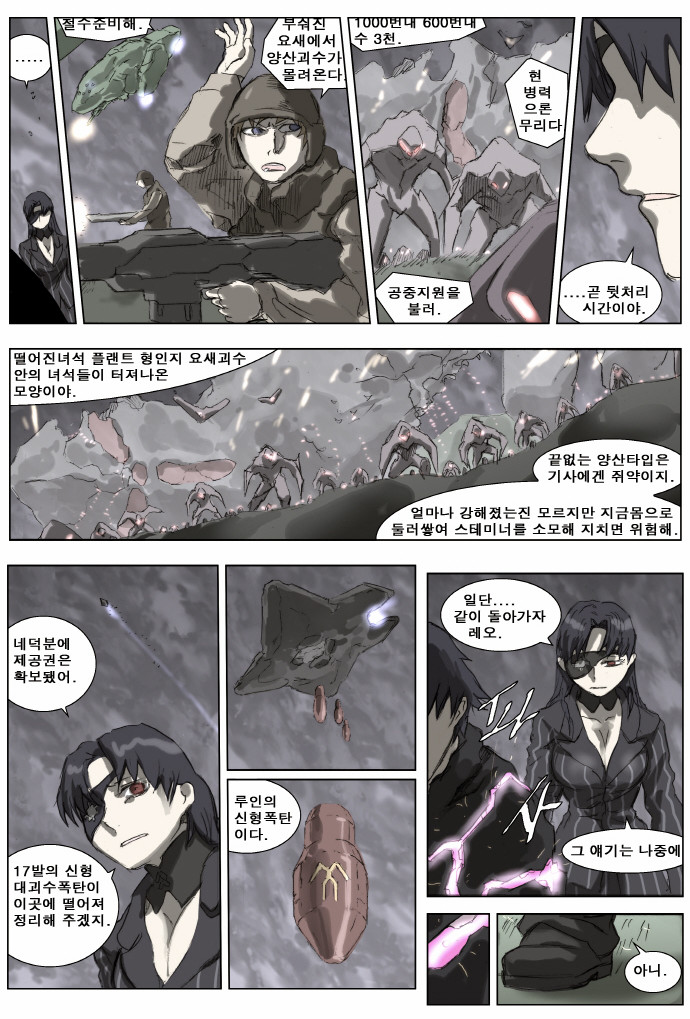 .....
철수준비해.
부숴진
요새에서
양산괴수가
몰려온다.
1000번대 600번대
수 3천.
현
병력
으론
무리다
공중지원을
불러.
....곧 뒷처리
시간이야.
떨어진녀석 플랜트 형인지 요새괴수
안의 녀석들이 터져나온
모양이야.
끝없는 양산타입은
기사에겐 쥐약이지.
얼마나 강해졌는진 모르지만 지금몸으로
둘러쌓여 스테미너를 소모해 지치면 위험해.
네덕분에
제공권은
확보됐어.
17발의 신형
대괴수폭탄이
이곳에 떨어져
정리해 주겠지.
루인의
신형폭탄
이다.
일단....
같이 돌아가자
레오.
파
사
그 얘기는 나중에
아니.